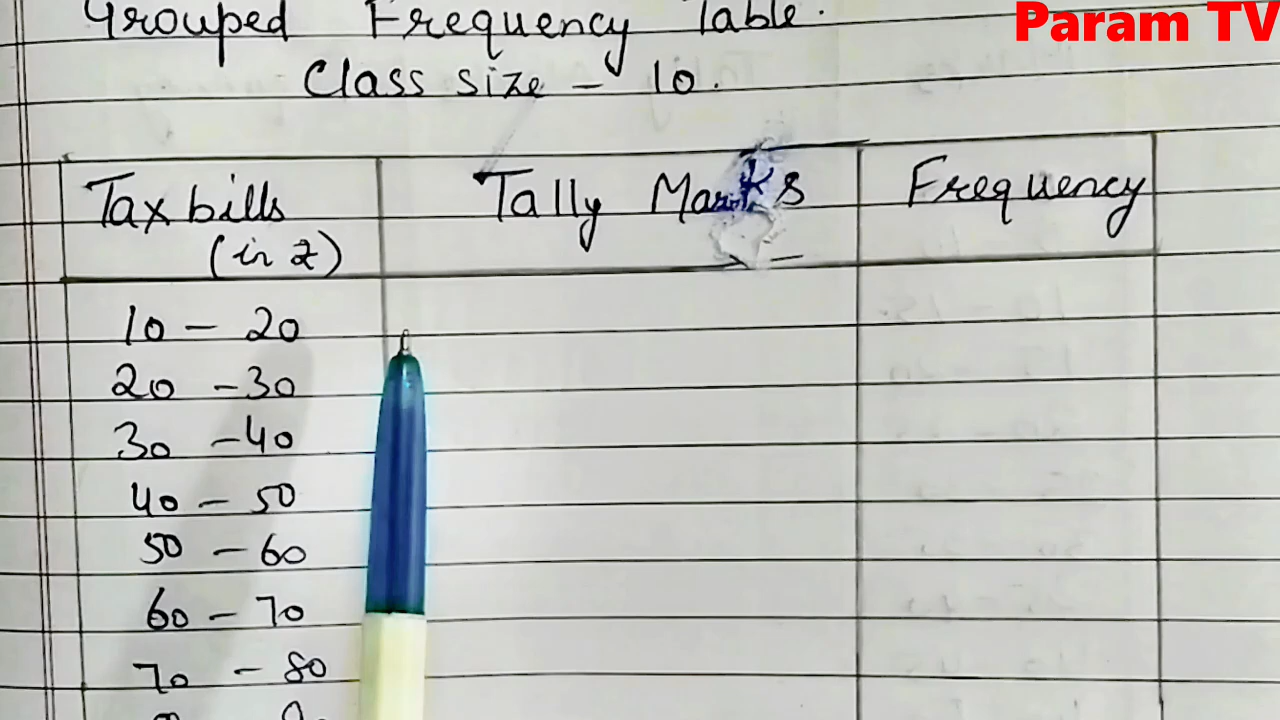 Param TV
Grouped Frequency Table.
Class size - 10.
Tax bills Tally Marks Frequency
(in ₹)
10 - 20
20 - 30
30 - 40
40 - 50
50 - 60
60 - 70
70 - 80